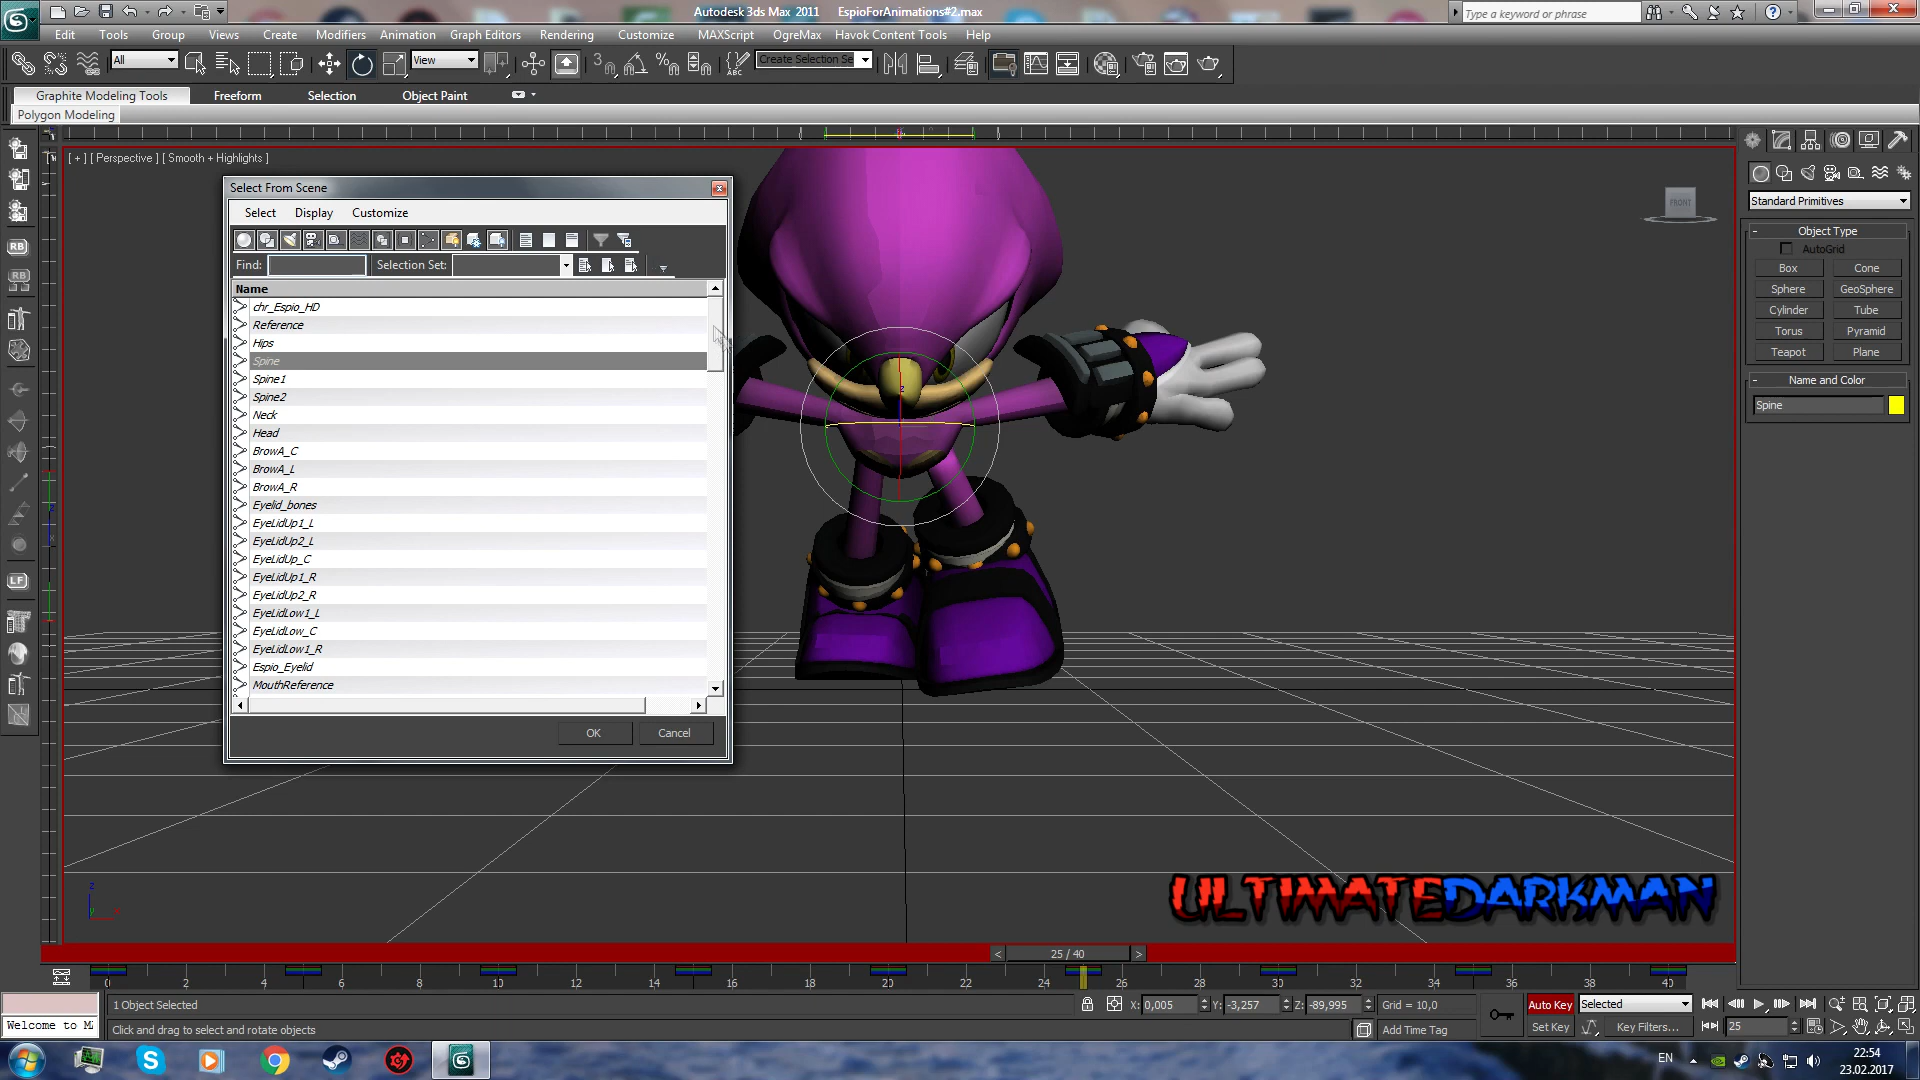 Autodesk 3ds Max 2011 EspioForAnimations#2.max
Type a keyword or phrase
Edit Tools Group Views Create Modifiers Animation Graph Editors Rendering Customize MAXScript OgreMax Havok Content Tools Help
All View Create Selection Se
Graphite Modeling Tools Freeform Selection Object Paint
Polygon Modeling
[ + ] [ Perspective ] [ Smooth + Highlights ]
Select From Scene
Select Display Customize
Find: Selection Set:
Name
chr_Espio_HD
Reference
Hips
Spine
Spine1
Spine2
Neck
Head
BrowA_C
BrowA_L
BrowA_R
Eyelid_bones
EyeLidUp1_L
EyeLidUp2_L
EyeLidUp_C
EyeLidUp1_R
EyeLidUp2_R
EyeLidLow1_L
EyeLidLow_C
EyeLidLow1_R
Espio_Eyelid
MouthReference
OK Cancel
RB
RB
LF
FRONT
z
Standard Primitives
- Object Type
AutoGrid
Box Cone
Sphere GeoSphere
Cylinder Tube
Torus Pyramid
Teapot Plane
- Name and Color
Spine
ULTIMATEDARKMAN
< 25 / 40 >
0 2 4 6 8 10 12 14 16 18 20 22 24 26 28 30 32 34 36 38 40
1 Object Selected X: 0,005 Y: -3,257 Z: -89,995 Grid = 10,0 Auto Key Selected
Welcome to MA Click and drag to select and rotate objects Add Time Tag Set Key Key Filters... 25
EN 22:54
23.02.2017